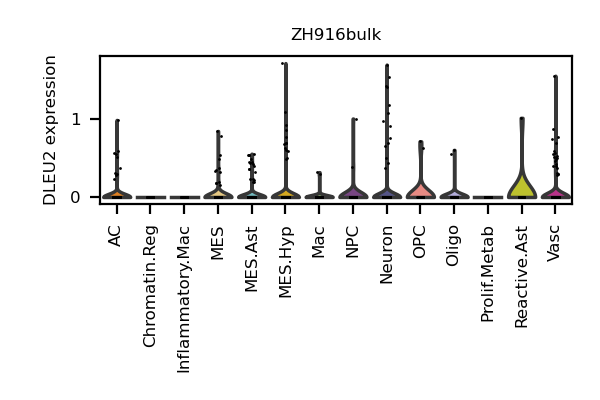 ZH916bulk
DLEU2 expression
1
0
AC
Chromatin.Reg
Inflammatory.Mac
MES
MES.Ast
MES.Hyp
Mac
NPC
Neuron
OPC
Oligo
Prolif.Metab
Reactive.Ast
Vasc